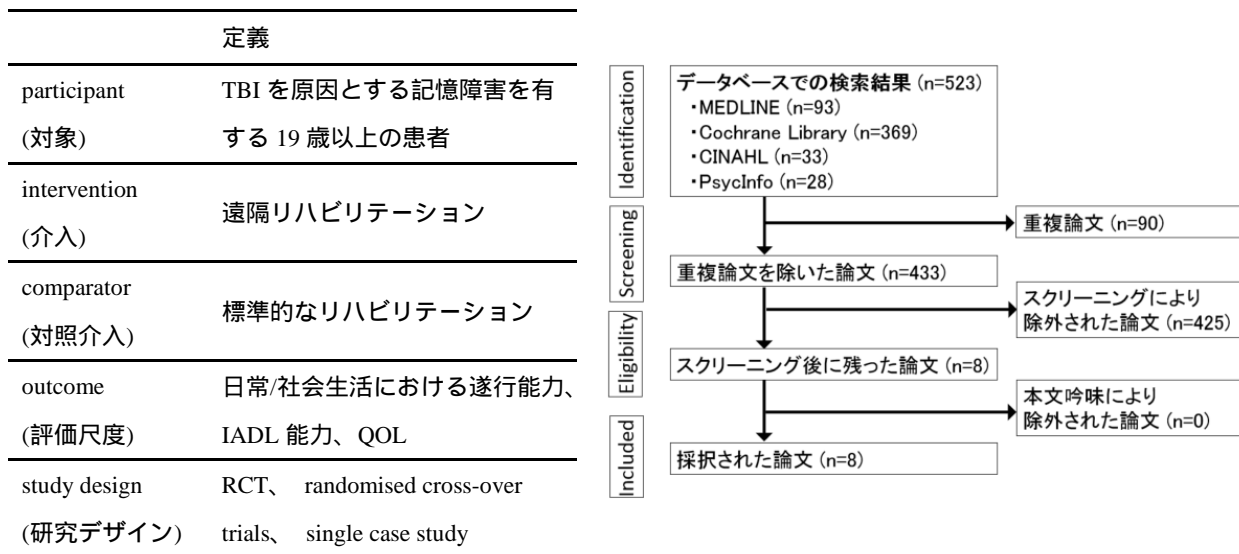 定義
participant
(対象)
TBI を原因とする記憶障害を有
する 19 歳以上の患者
intervention
(介入)
遠隔リハビリテーション
comparator
(対照介入)
標準的なリハビリテーション
outcome
(評価尺度)
日常/社会生活における遂行能力、
IADL 能力、QOL
study design
(研究デザイン)
RCT、 randomised cross-over
trials、 single case study
Identification
データベースでの検索結果 (n=523)
・MEDLINE (n=93)
・Cochrane Library (n=369)
・CINAHL (n=33)
・PsycInfo (n=28)
Screening
重複論文 (n=90)
重複論文を除いた論文 (n=433)
スクリーニングにより
除外された論文 (n=425)
Eligibility
スクリーニング後に残った論文 (n=8)
本文吟味により
除外された論文 (n=0)
Included
採択された論文 (n=8)